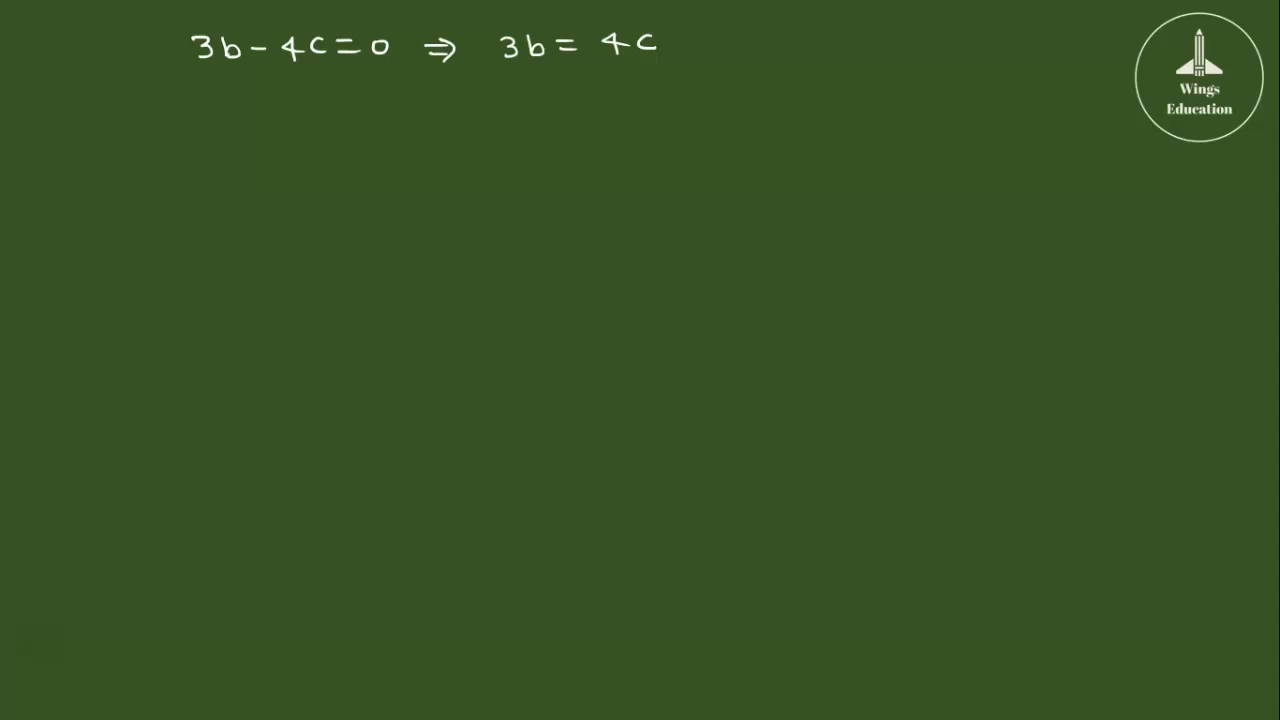 3b - 4c = 0 ⇒ 3b = 4c
Wings
Education